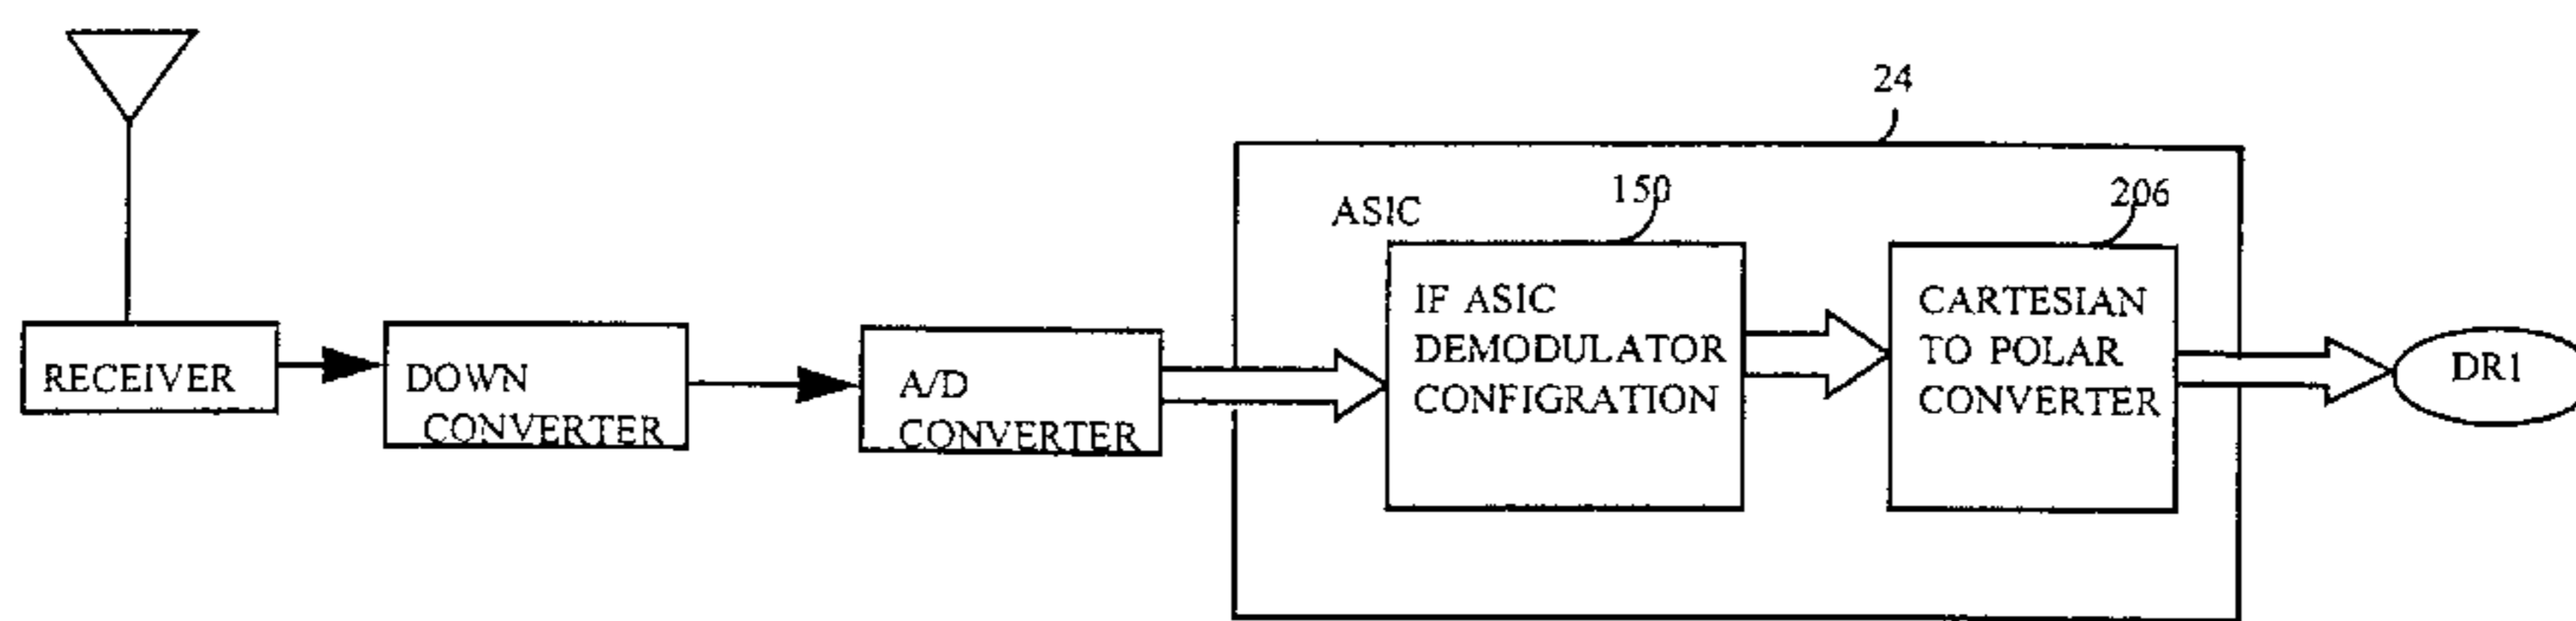 24
150
206
ASIC
RECEIVER
DOWN
CONVERTER
A/D
CONVERTER
IF ASIC
DEMODULATOR
CONFIGRATION
CARTESIAN
TO POLAR
CONVERTER
DR1